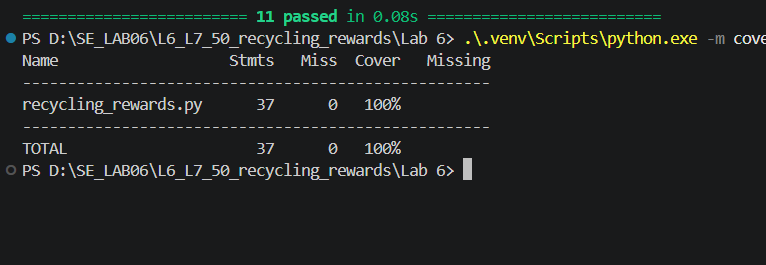 ========================= 11 passed in 0.08s ==========================
PS D:\SE_LAB06\L6_L7_50_recycling_rewards\Lab 6> .\.venv\Scripts\python.exe -m cove
Name                 Stmts   Miss  Cover   Missing
--------------------------------------------------
recycling_rewards.py    37      0   100%
--------------------------------------------------
TOTAL                   37      0   100%
PS D:\SE_LAB06\L6_L7_50_recycling_rewards\Lab 6>